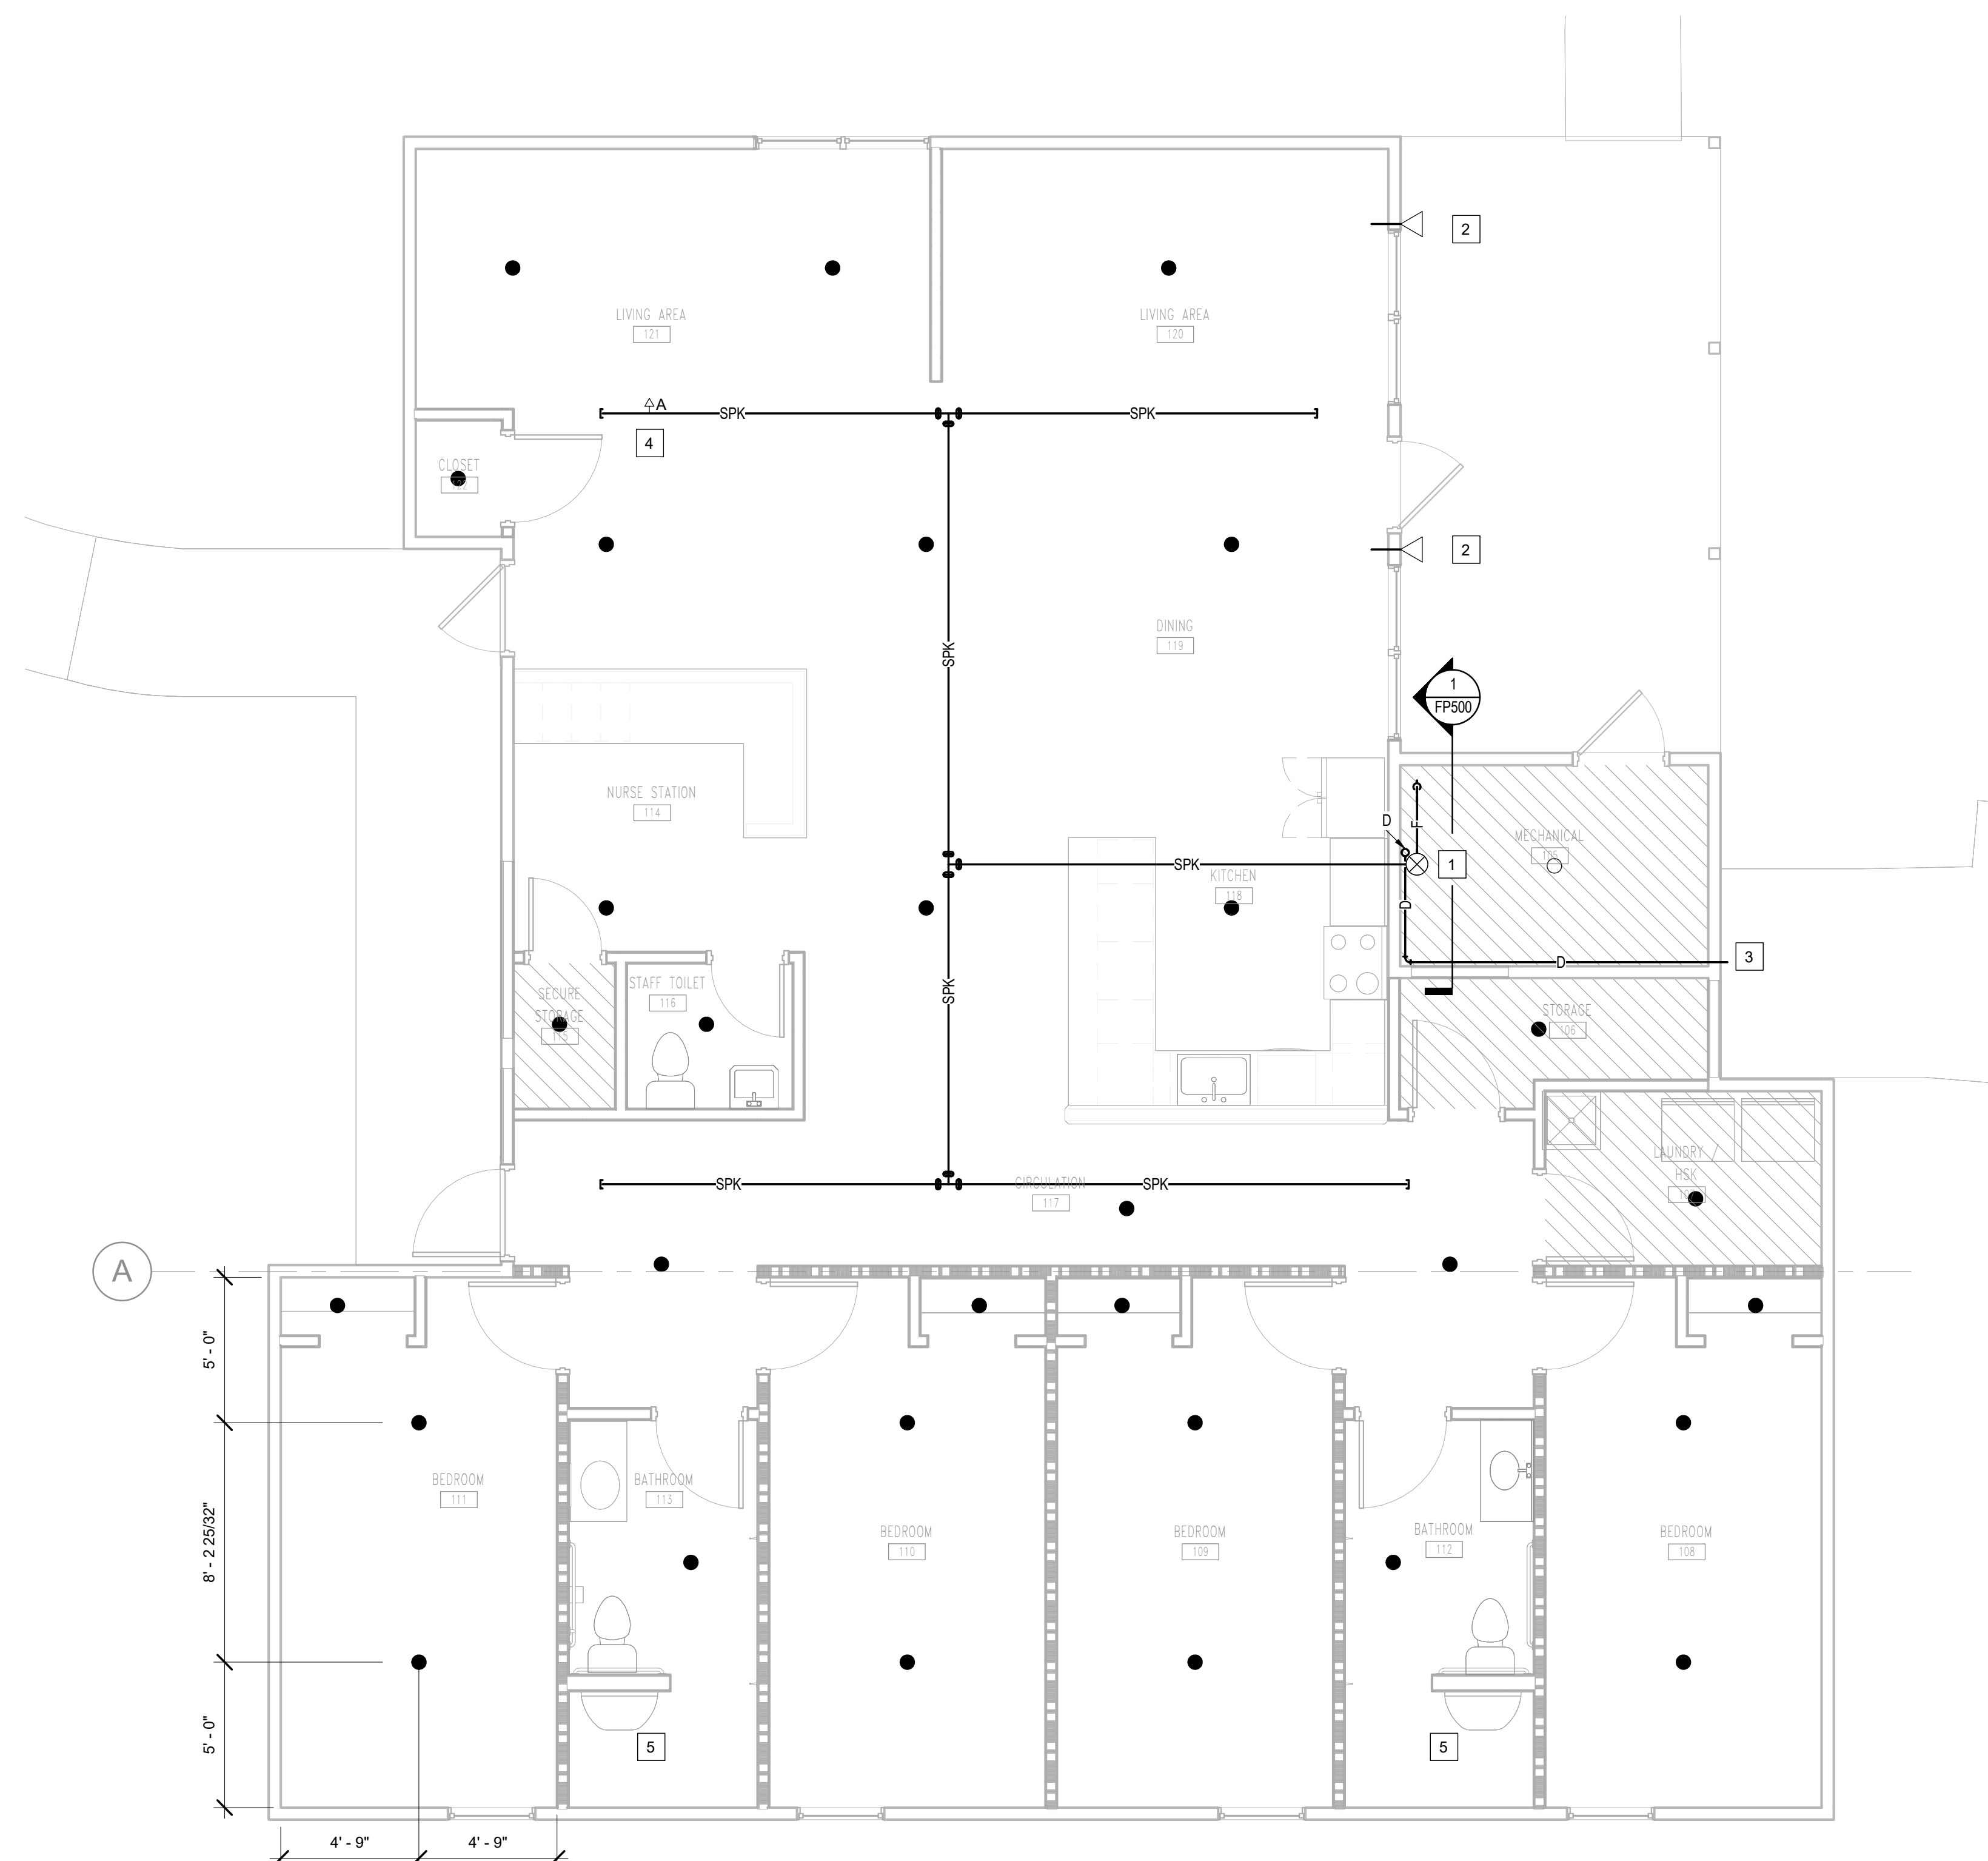 2
LIVING AREA
121
LIVING AREA
120
A
SPK
SPK
4
CLOSET
122
2
DINING
119
SPK
1
FP500
NURSE STATION
114
D
F
MECHANICAL
105
SPK
1
KITCHEN
118
D
D
3
SECURE
STORAGE
115
STAFF TOILET
116
SPK
STORAGE
106
LAUNDRY
HSK
107
SPK
SPK
CIRCULATION
117
A
5' - 0"
8' - 2 25/32"
5' - 0"
BEDROOM
111
BATHROOM
113
BEDROOM
110
BEDROOM
109
BATHROOM
112
BEDROOM
108
5
5
4' - 9"
4' - 9"